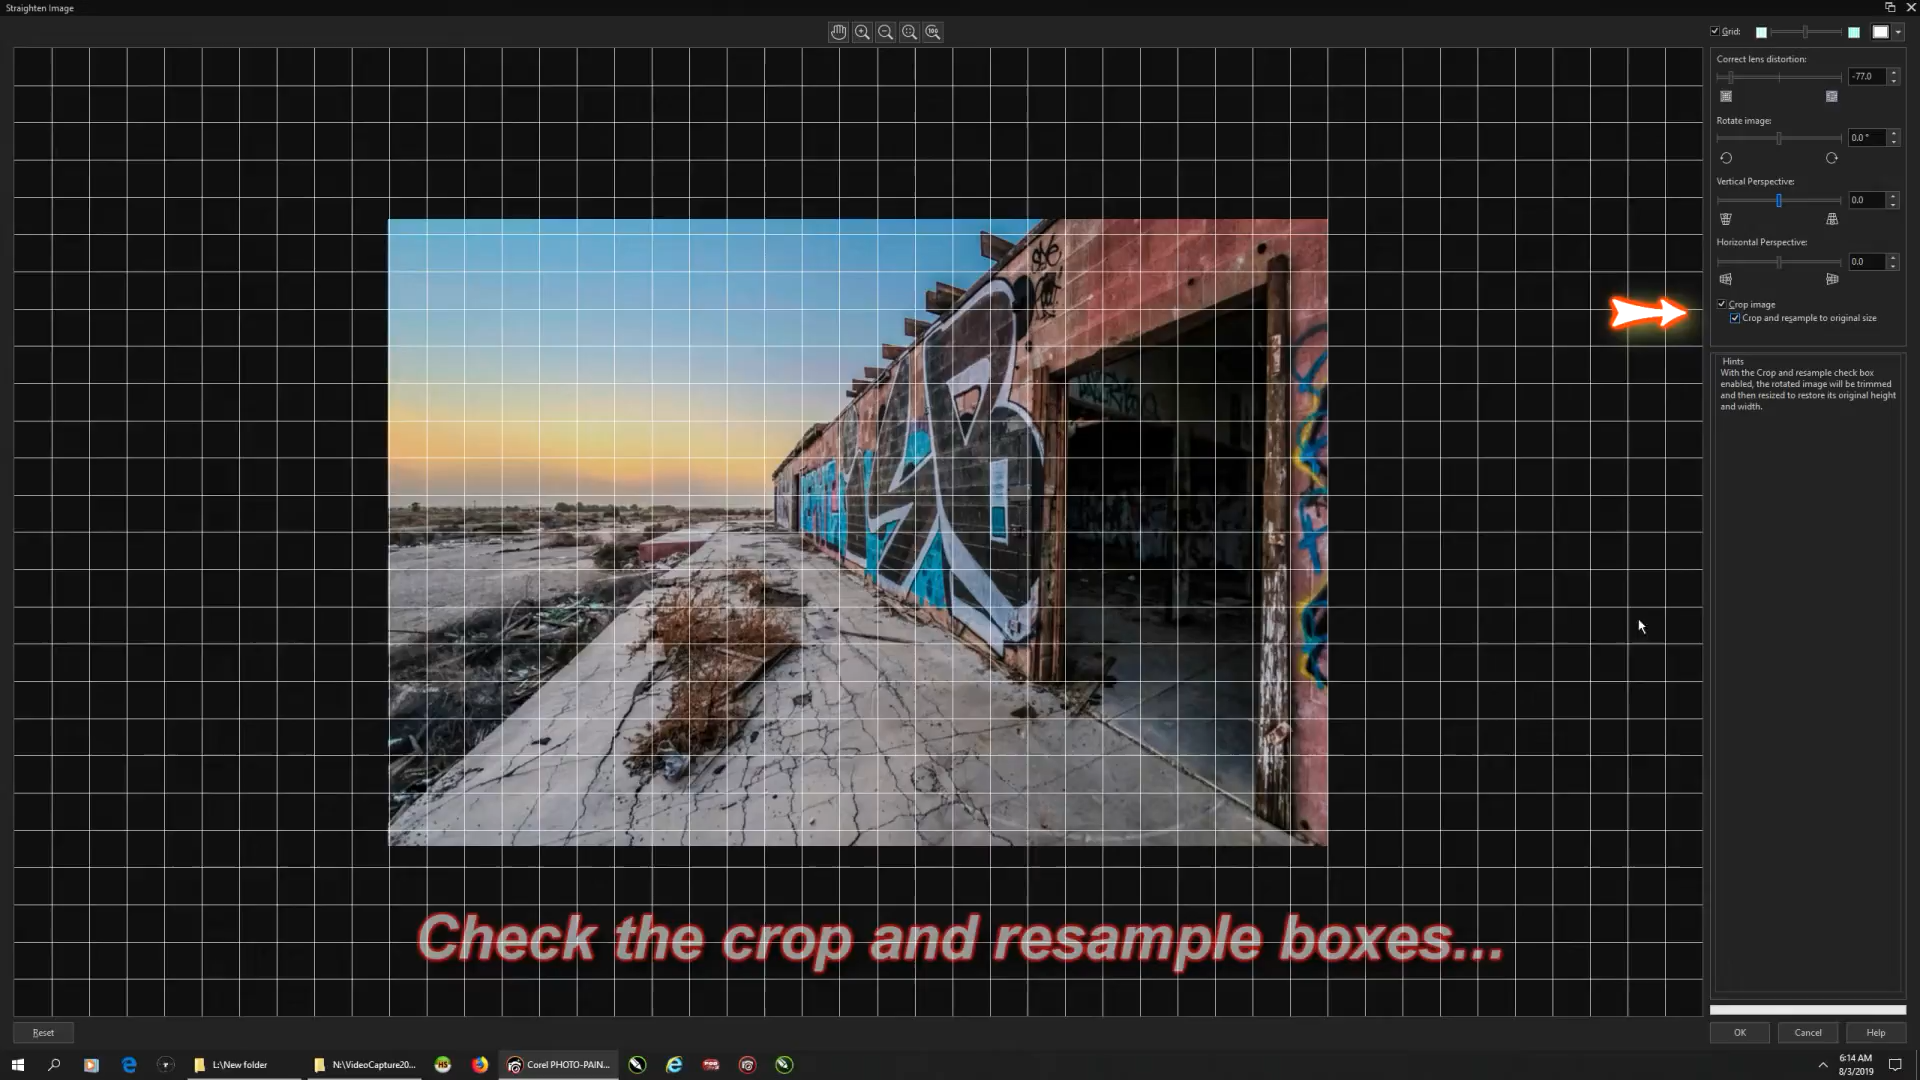 Straighten Image
100
Grid:
Correct lens distortion:
-77.0
Rotate image:
0.0 °
Vertical Perspective:
0.0
Horizontal Perspective:
0.0
Crop image
Crop and resample to original size
Hints
With the Crop and resample check box
enabled, the rotated image will be trimmed
and then resized to restore its original height
and width.
Check the crop and resample boxes...
Reset
OK Cancel Help
L:\New folder N:\VideoCapture20... HS Corel PHOTO-PAIN...
6:14 AM
8/3/2019